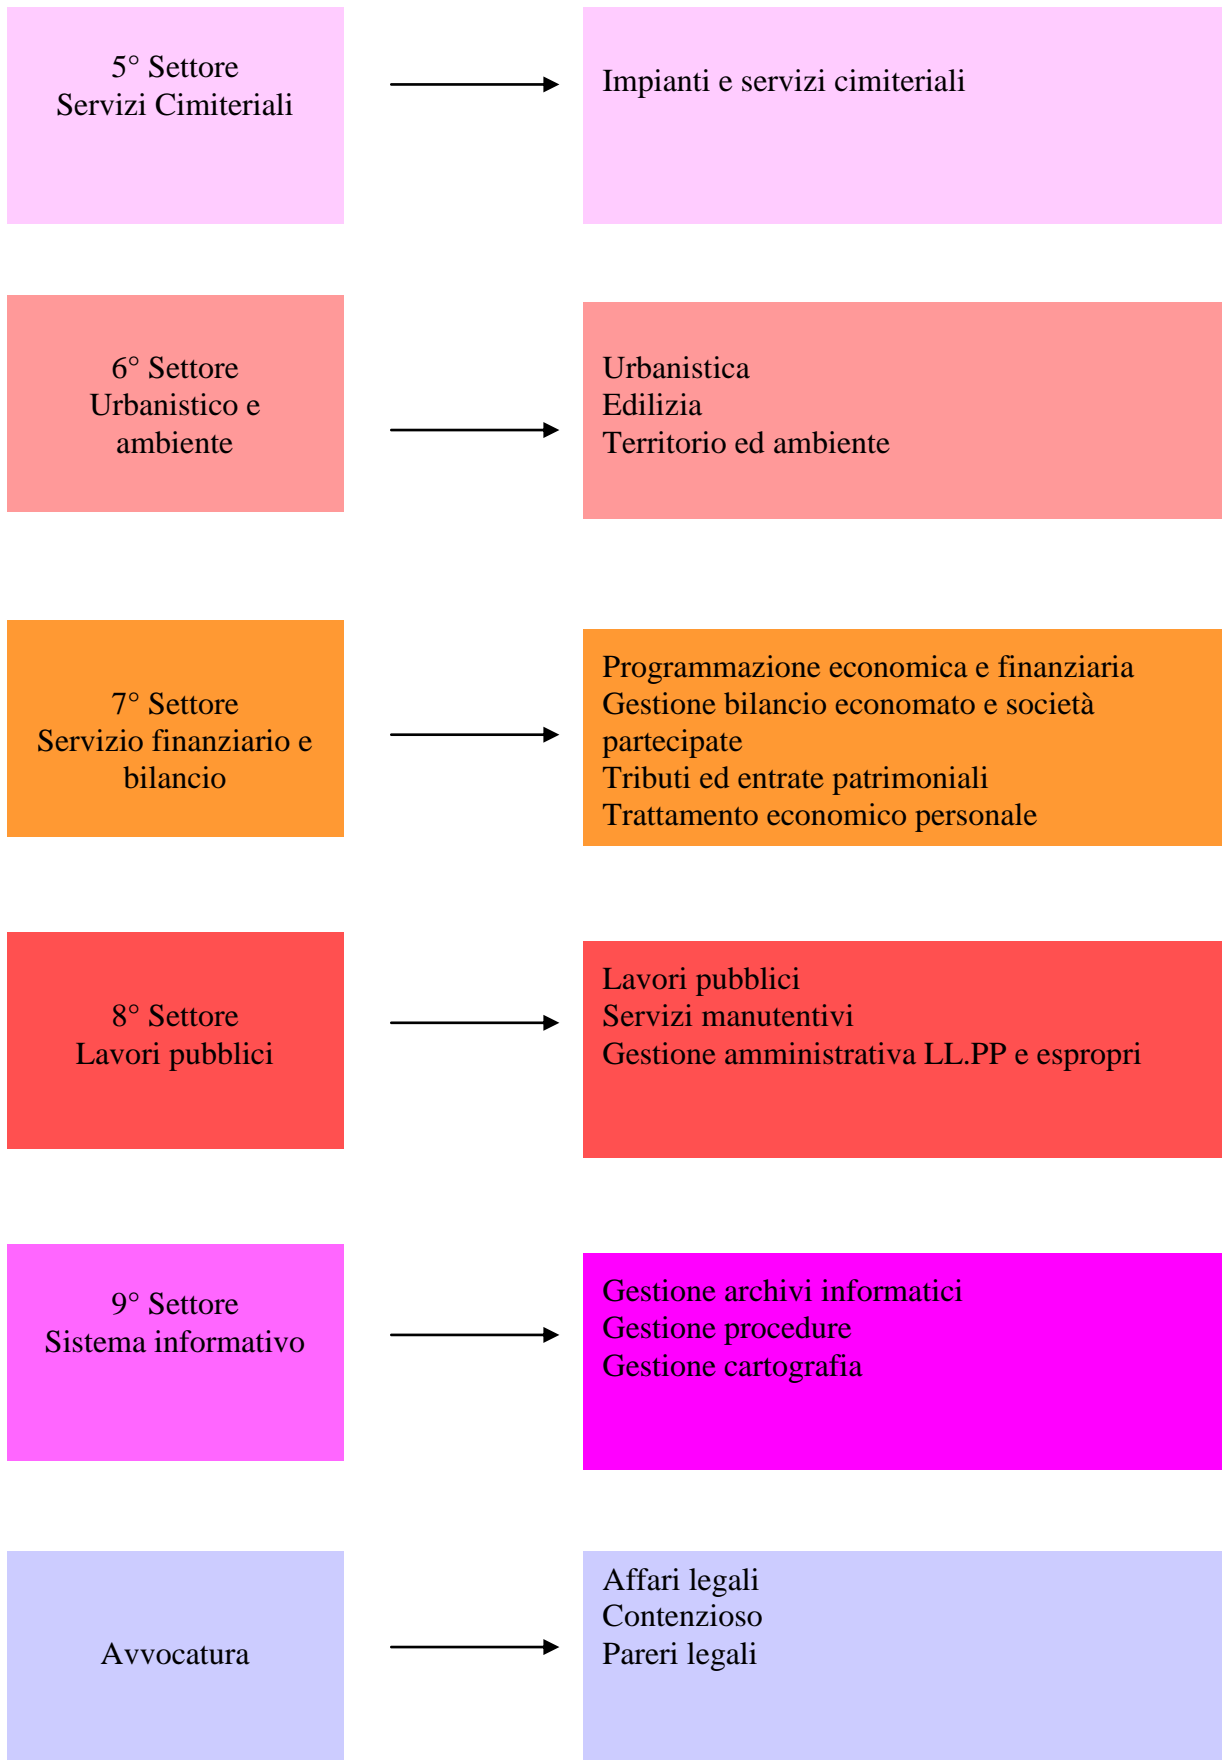 5° Settore
Servizi Cimiteriali
Impianti e servizi cimiteriali
6° Settore
Urbanistico e
ambiente
Urbanistica
Edilizia
Territorio ed ambiente
7° Settore
Servizio finanziario e
bilancio
Programmazione economica e finanziaria
Gestione bilancio economato e società
partecipate
Tributi ed entrate patrimoniali
Trattamento economico personale
8° Settore
Lavori pubblici
Lavori pubblici
Servizi manutentivi
Gestione amministrativa LL.PP e espropri
9° Settore
Sistema informativo
Gestione archivi informatici
Gestione procedure
Gestione cartografia
Avvocatura
Affari legali
Contenzioso
Pareri legali